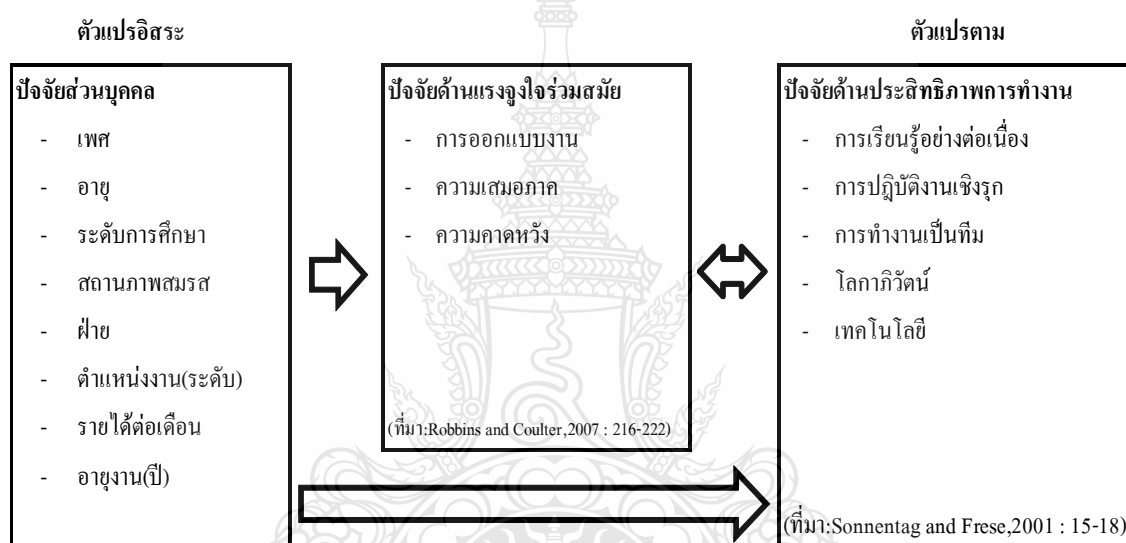 ตัวแปรอิสระ
ตัวแปรตาม
ปัจจัยส่วนบุคคล
- เพศ
- อายุ
- ระดับการศึกษา
- สถานภาพสมรส
- ฝ่าย
- ตำแหน่งงาน(ระดับ)
- รายได้ต่อเดือน
- อายุงาน(ปี)
ปัจจัยด้านแรงจูงใจร่วมสมัย
- การออกแบบงาน
- ความเสมอภาค
- ความคาดหวัง
(ที่มา:Robbins and Coulter,2007 : 216-222)
ปัจจัยด้านประสิทธิภาพการทำงาน
- การเรียนรู้อย่างต่อเนื่อง
- การปฎิบัติงานเชิงรุก
- การทำงานเป็นทีม
- โลกาภิวัตน์
- เทคโนโลยี
(ที่มา:Sonnentag and Frese,2001 : 15-18)